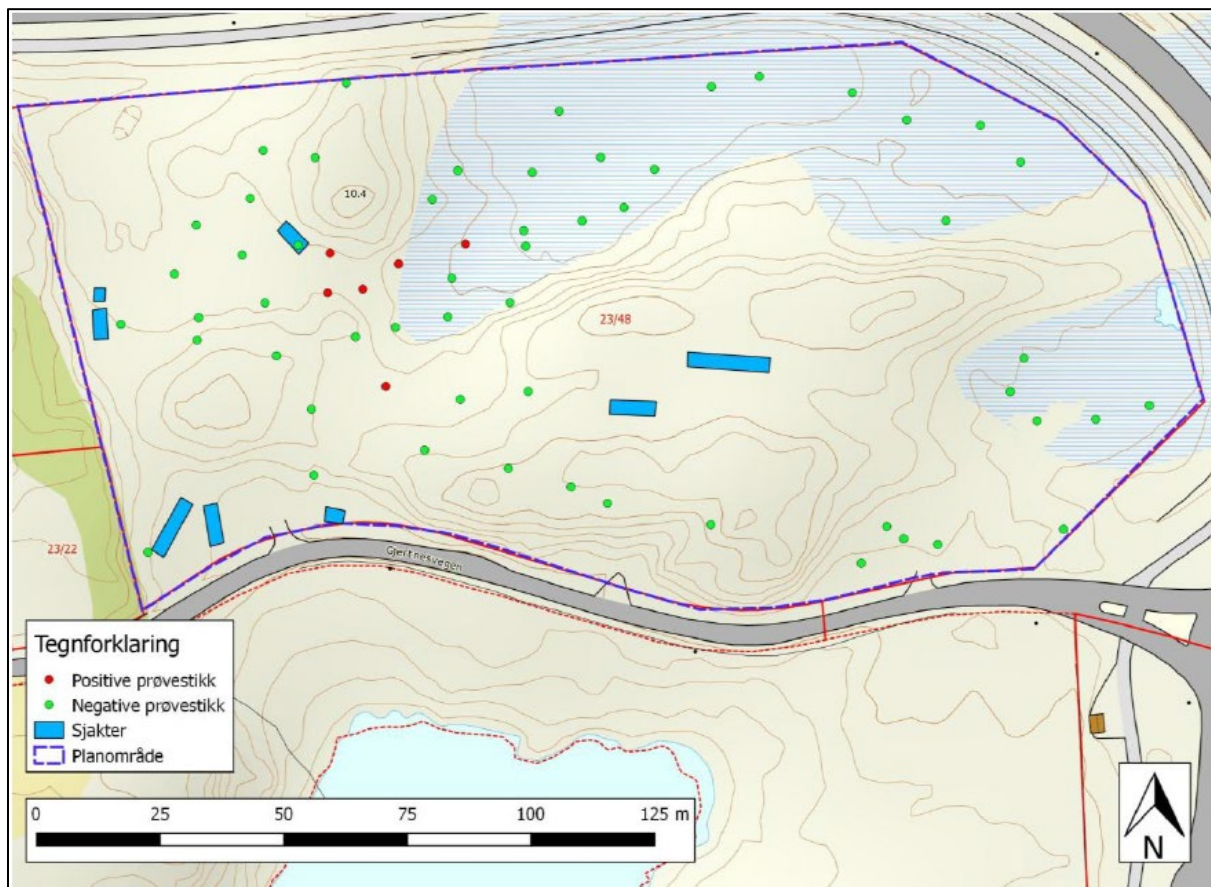 10.4
23/48
23/22
Gjertnesvegen
Tegnforklaring
Positive prøvestikk
Negative prøvestikk
Sjakter
Planområde
0 25 50 75 100 125 m
N